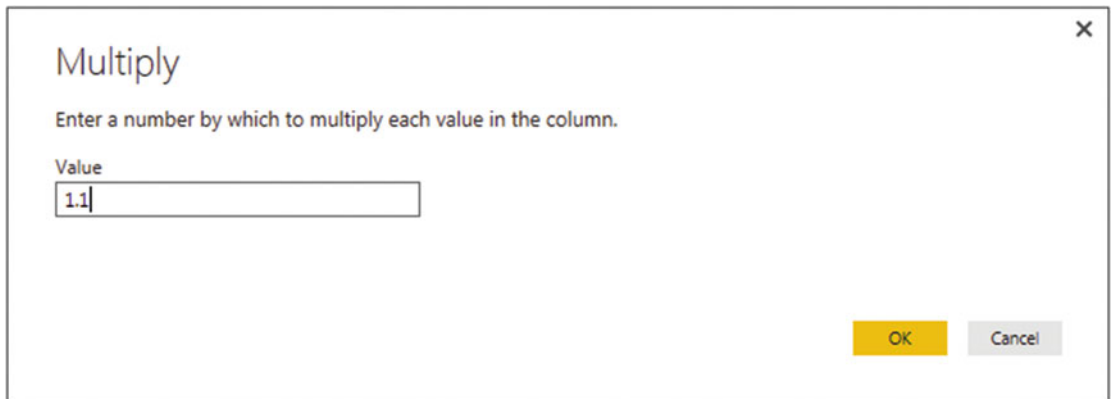 Multiply
Enter a number by which to multiply each value in the column.
Value
1.1
OK Cancel